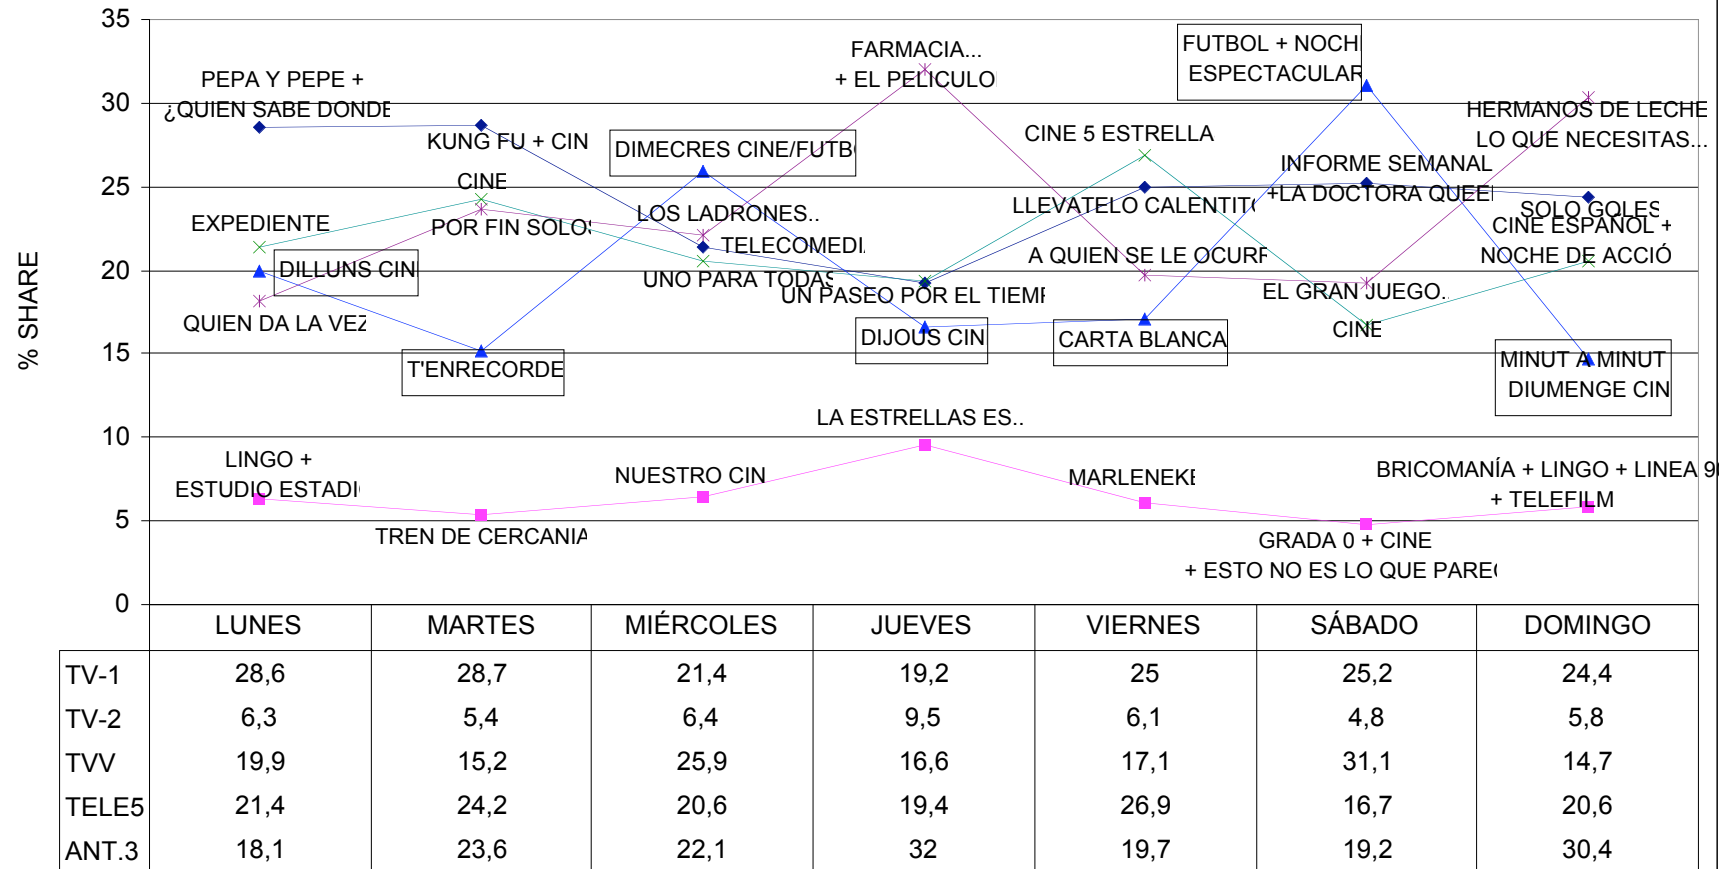 35
30
25
20
15
10
5
0
% SHARE
PEPA Y PEPE +
¿QUIEN SABE DONDE
KUNG FU + CIN
CINE
EXPEDIENTE
POR FIN SOLOS
DILLUNS CIN
QUIEN DA LA VEZ
T'ENRECORDE
DIMECRES CINE/FUTB
LOS LADRONES..
TELECOMEDI
UNO PARA TODAS
FARMACIA...
+ EL PELICULO
UN PASEO POR EL TIEM
DIJOUS CIN
CINE 5 ESTRELLA
LLEVATELO CALENTIT
A QUIEN SE LE OCUR
CARTA BLANCA
FUTBOL + NOCH
ESPECTACULAR
INFORME SEMANAL
+LA DOCTORA QUEE
EL GRAN JUEGO..
CINE
HERMANOS DE LECHE
LO QUE NECESITAS...
SOLO GOLES
CINE ESPAÑOL +
NOCHE DE ACCIÓ
MINUT A MINUT
DIUMENGE CIN
LINGO +
ESTUDIO ESTADI
TREN DE CERCANIA
NUESTRO CIN
LA ESTRELLAS ES..
MARLENEKE
GRADA 0 + CINE
+ ESTO NO ES LO QUE PARE
BRICOMANÍA + LINGO + LINEA 9
+ TELEFILM
LUNES MARTES MIÉRCOLES JUEVES VIERNES SÁBADO DOMINGO
TV-1 28,6 28,7 21,4 19,2 25 25,2 24,4
TV-2 6,3 5,4 6,4 9,5 6,1 4,8 5,8
TVV 19,9 15,2 25,9 16,6 17,1 31,1 14,7
TELE5 21,4 24,2 20,6 19,4 26,9 16,7 20,6
ANT.3 18,1 23,6 22,1 32 19,7 19,2 30,4